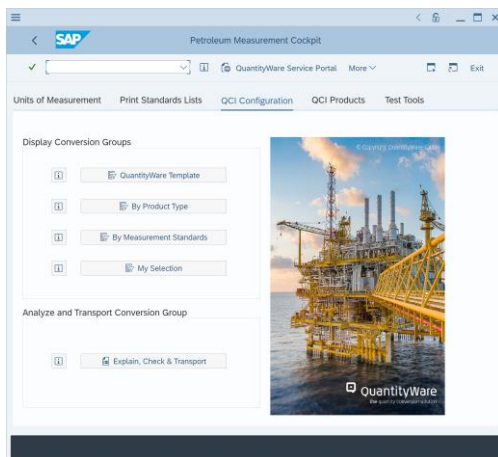 SAP
Petroleum Measurement Cockpit
QuantityWare Service Portal More Exit
Units of Measurement Print Standards Lists QCI Configuration QCI Products Test Tools
Display Conversion Groups
QuantityWare Template
By Product Type
By Measurement Standards
My Selection
Analyze and Transport Conversion Group
Explain, Check & Transport
QuantityWare